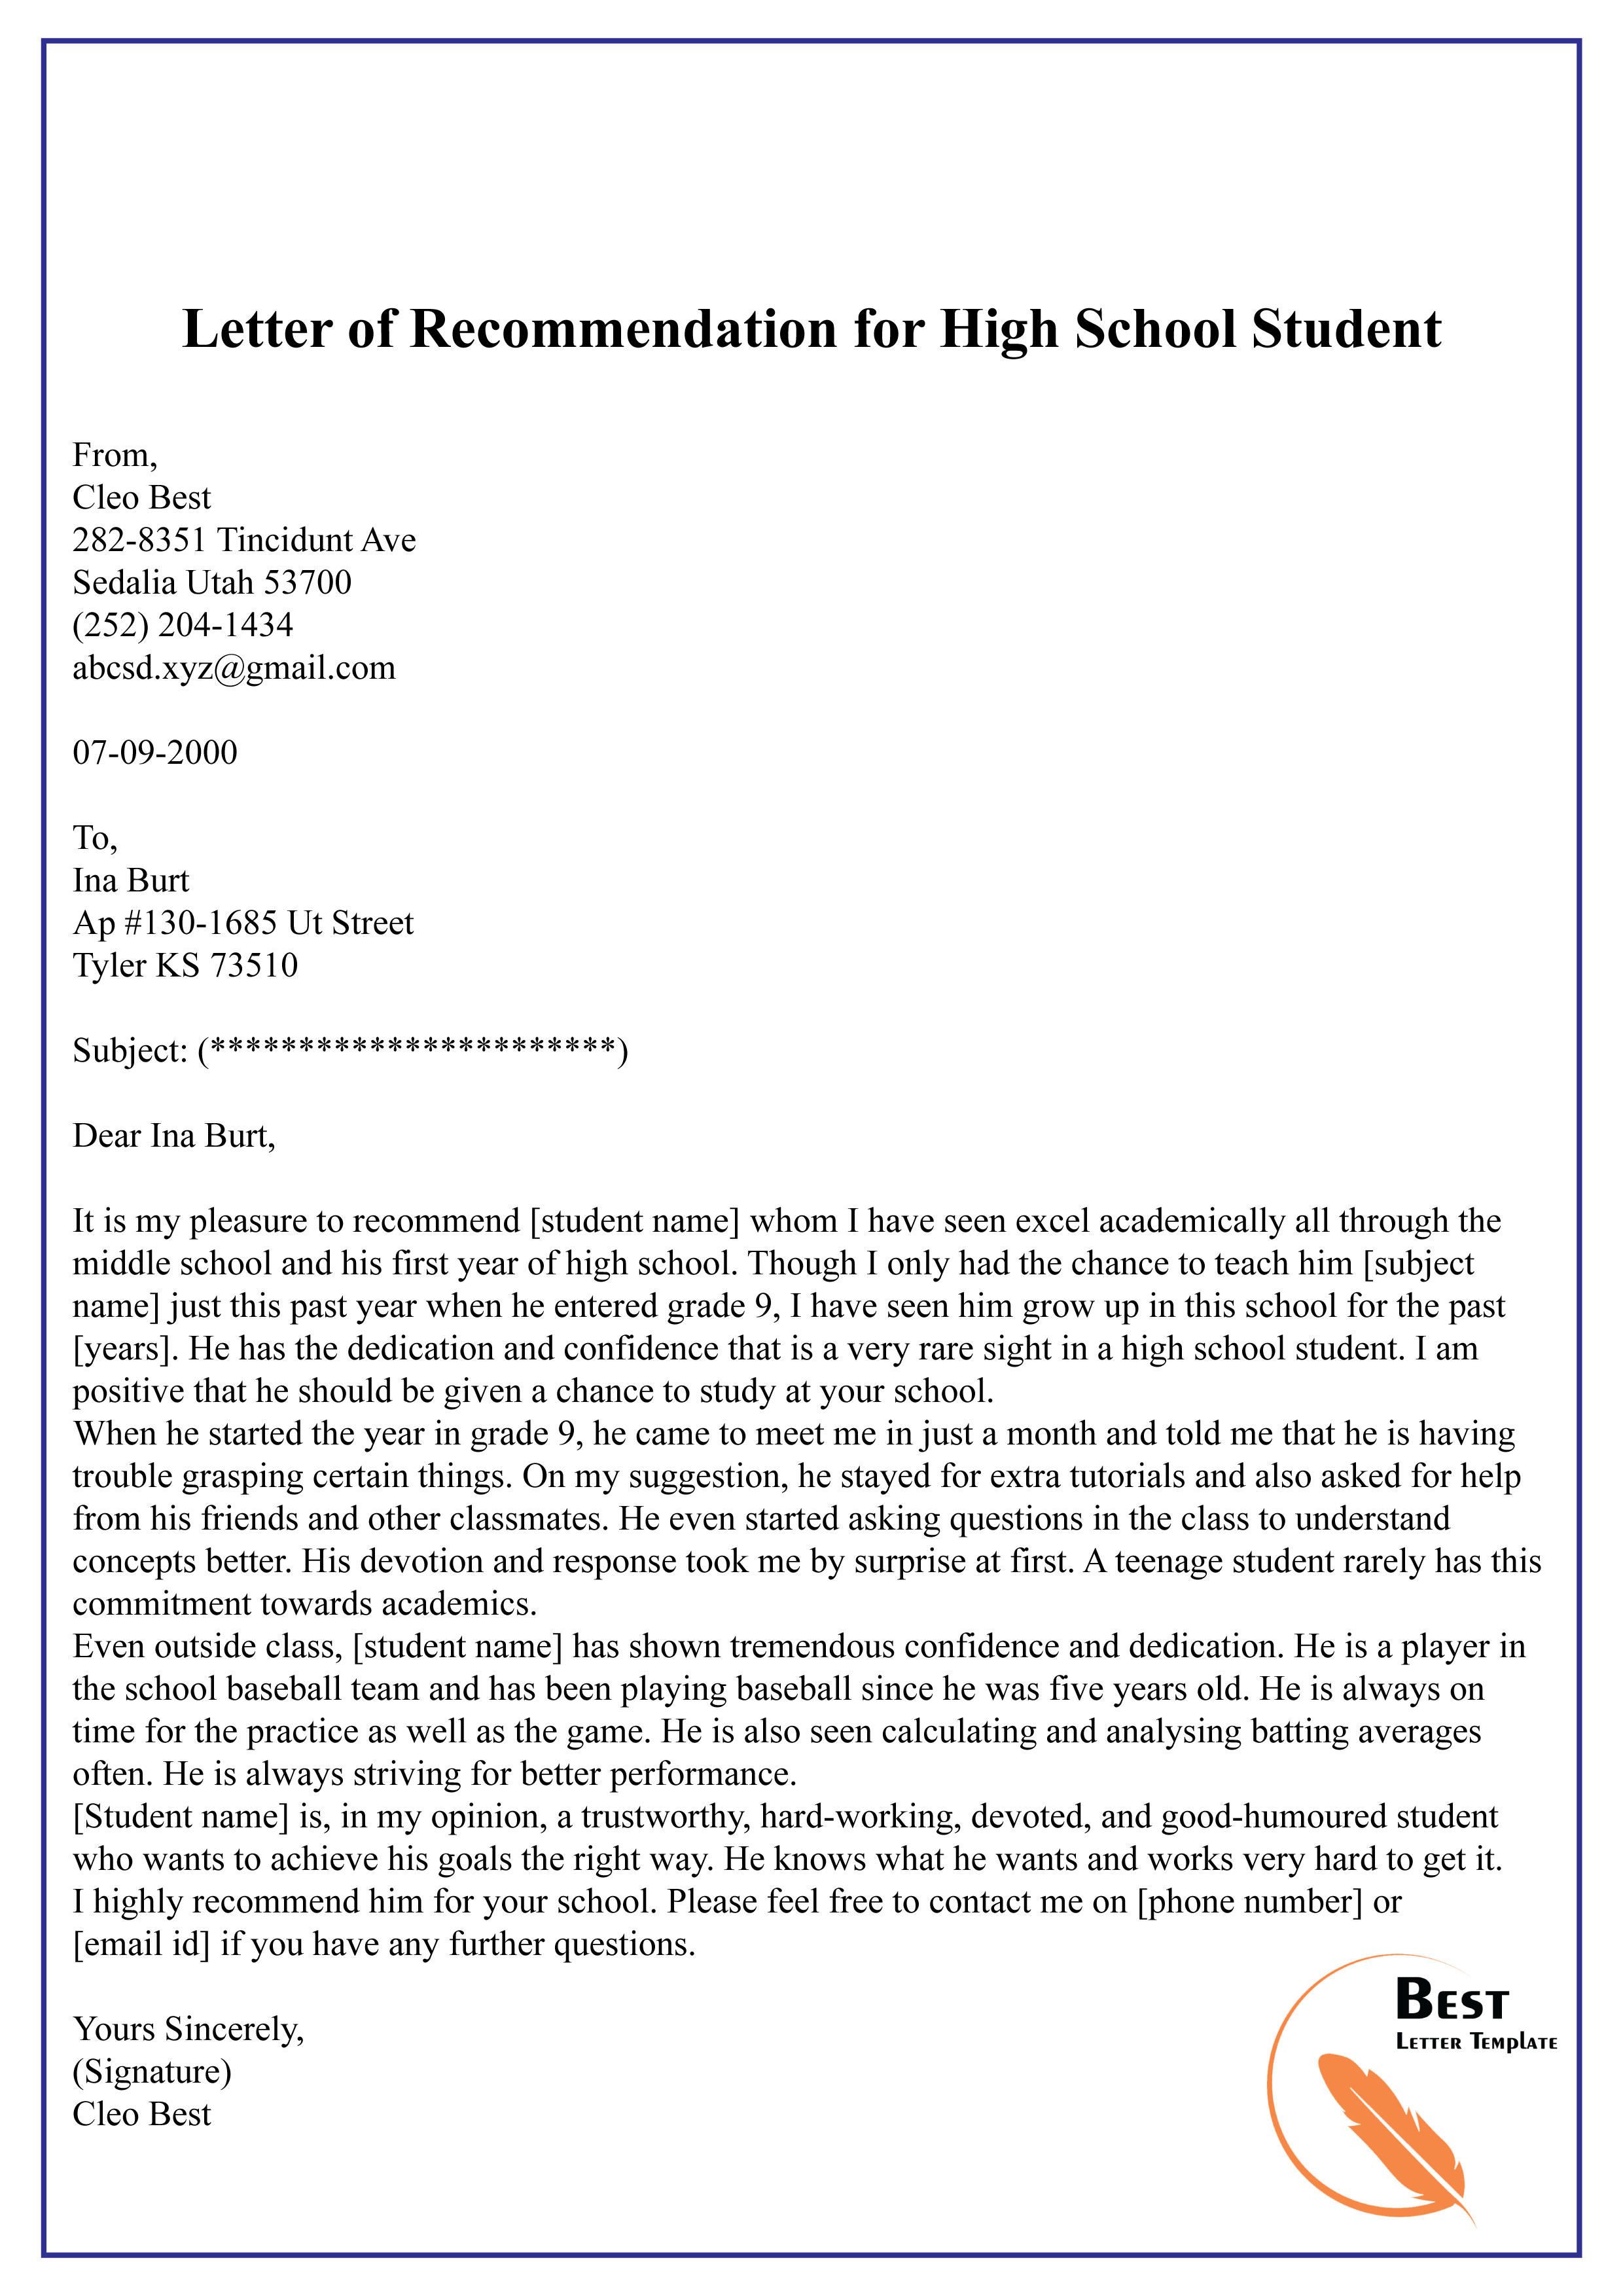 Letter of Recommendation for High School Student
From,
Cleo Best
282-8351 Tincidunt Ave
Sedalia Utah 53700
(252) 204-1434
abcsd.xyz@gmail.com
07-09-2000
To,
Ina Burt
Ap #130-1685 Ut Street
Tyler KS 73510
Subject: (***********************)
Dear Ina Burt,
It is my pleasure to recommend [student name] whom I have seen excel academically all through the
middle school and his first year of high school. Though I only had the chance to teach him [subject
name] just this past year when he entered grade 9, I have seen him grow up in this school for the past
[years]. He has the dedication and confidence that is a very rare sight in a high school student. I am
positive that he should be given a chance to study at your school.
When he started the year in grade 9, he came to meet me in just a month and told me that he is having
trouble grasping certain things. On my suggestion, he stayed for extra tutorials and also asked for help
from his friends and other classmates. He even started asking questions in the class to understand
concepts better. His devotion and response took me by surprise at first. A teenage student rarely has this
commitment towards academics.
Even outside class, [student name] has shown tremendous confidence and dedication. He is a player in
the school baseball team and has been playing baseball since he was five years old. He is always on
time for the practice as well as the game. He is also seen calculating and analysing batting averages
often. He is always striving for better performance.
[Student name] is, in my opinion, a trustworthy, hard-working, devoted, and good-humoured student
who wants to achieve his goals the right way. He knows what he wants and works very hard to get it.
I highly recommend him for your school. Please feel free to contact me on [phone number] or
[email id] if you have any further questions.
Yours Sincerely,
(Signature)
Cleo Best
Best
Letter Template